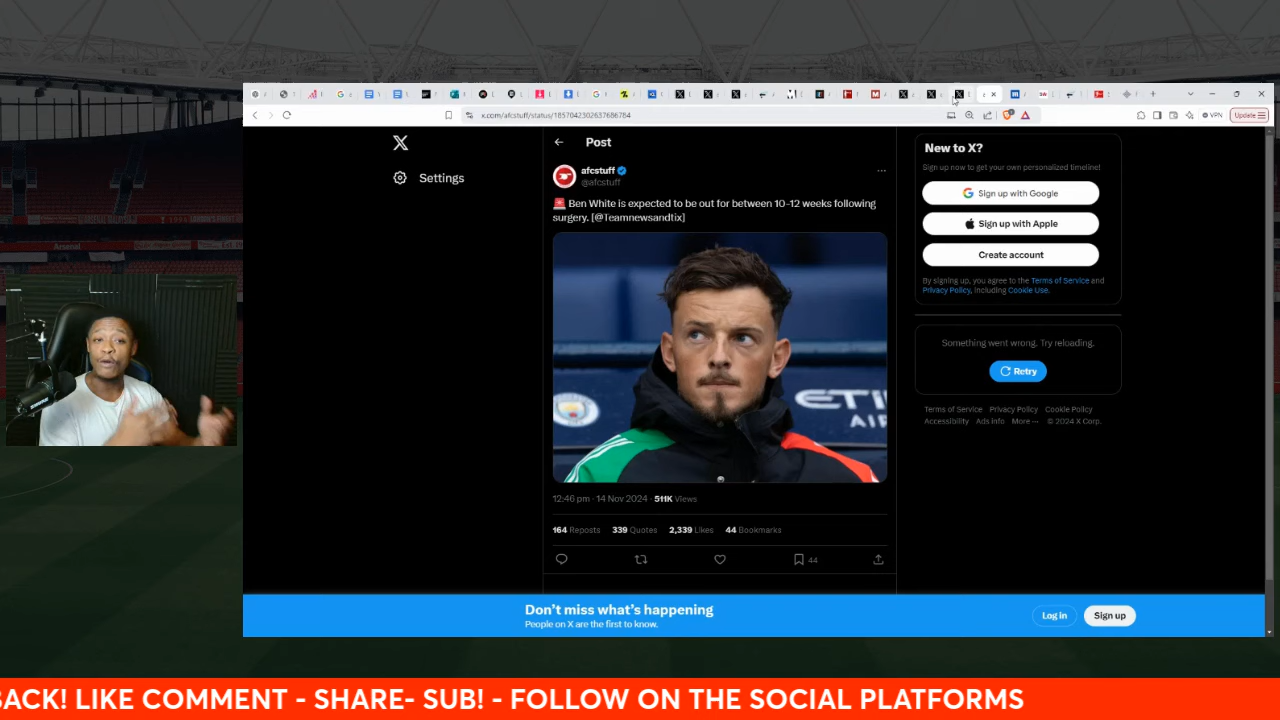 x.com/afcstuff/status/1857042302637686784
VPN
Update
Settings
Post
afcstuff
@afcstuff
Ben White is expected to be out for between 10-12 weeks following
surgery. [@Teamnewsandtix]
12:46 pm · 14 Nov 2024 · 511K Views
164 Reposts 339 Quotes 2,339 Likes 44 Bookmarks
44
New to X?
Sign up now to get your own personalized timeline!
Sign up with Google
Sign up with Apple
Create account
By signing up, you agree to the Terms of Service and
Privacy Policy, including Cookie Use.
Something went wrong. Try reloading.
Retry
Terms of Service Privacy Policy Cookie Policy
Accessibility Ads info More ··· © 2024 X Corp.
Don't miss what's happening
People on X are the first to know.
Log in
Sign up
BACK! LIKE COMMENT - SHARE- SUB! - FOLLOW ON THE SOCIAL PLATFORMS